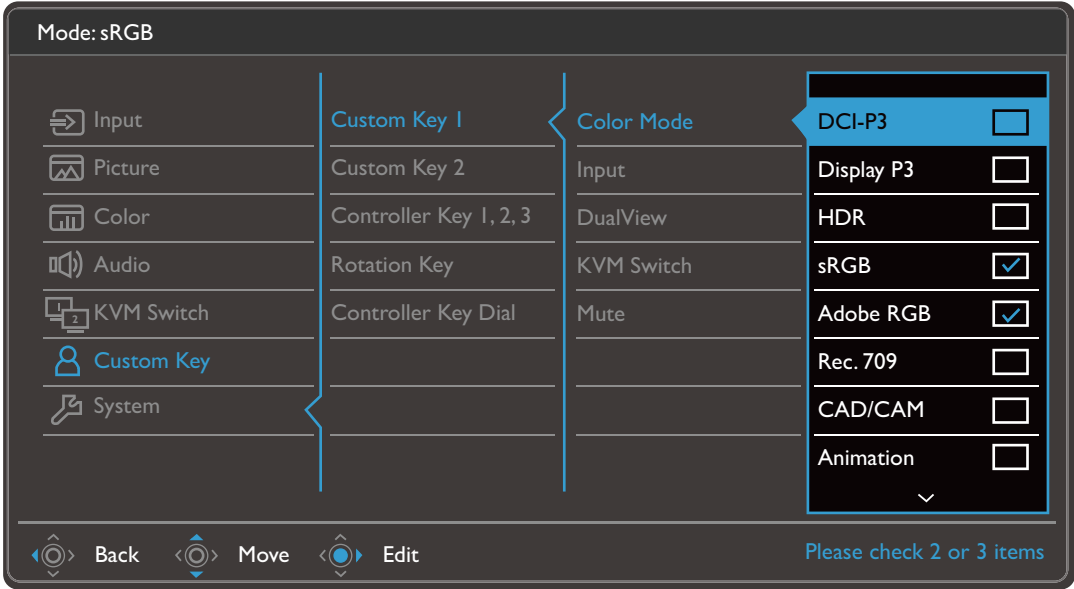 Mode: sRGB
Input
Picture
Color
Audio
1
2
KVM Switch
Custom Key
System
Custom Key 1
Custom Key 2
Controller Key 1, 2, 3
Rotation Key
Controller Key Dial
Color Mode
Input
DualView
KVM Switch
Mute
DCI-P3
Display P3
HDR
sRGB
Adobe RGB
Rec. 709
CAD/CAM
Animation
Back
Move
Edit
Please check 2 or 3 items